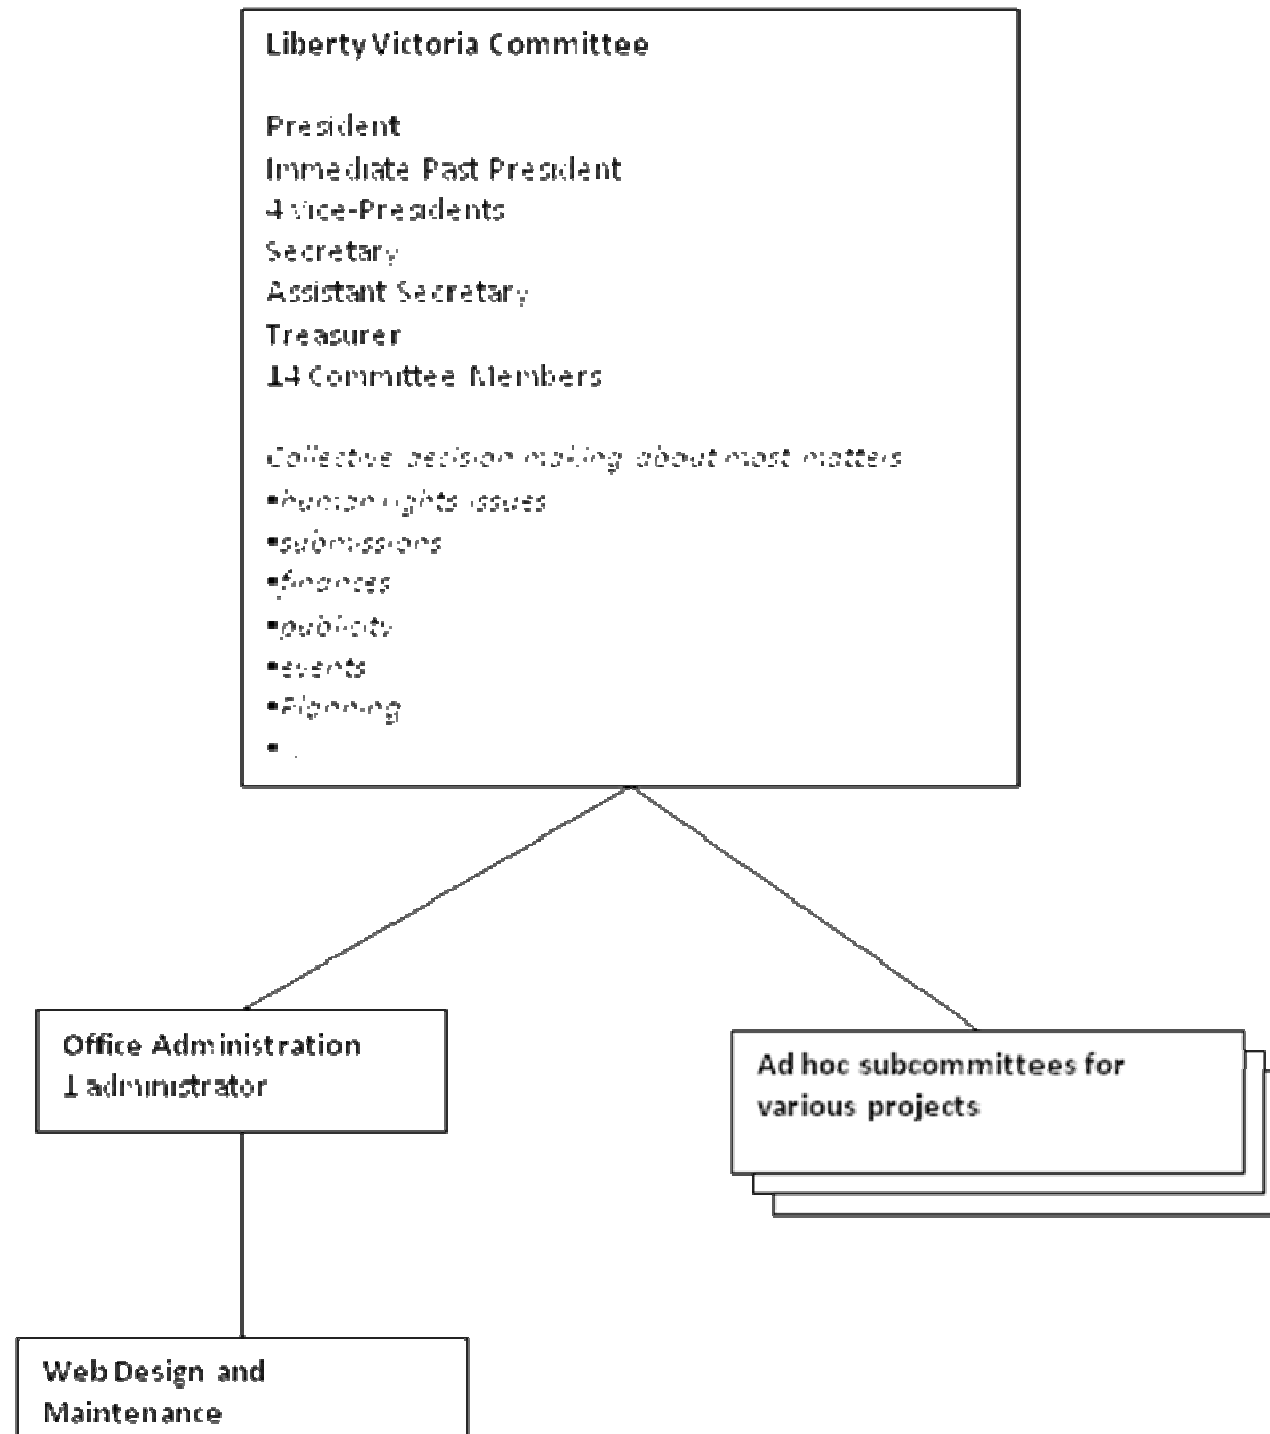 Liberty Victoria Committee
President
Immediate Past President
4 Vice-Presidents
Secretary
Assistant Secretary
Treasurer
14 Committee Members
Collective decision making about most matters
•human rights issues
•submissions
•finances
•publicity
•events
•Planning
•
Office Administration
1 administrator
Ad hoc subcommittees for
various projects
Web Design and
Maintenance